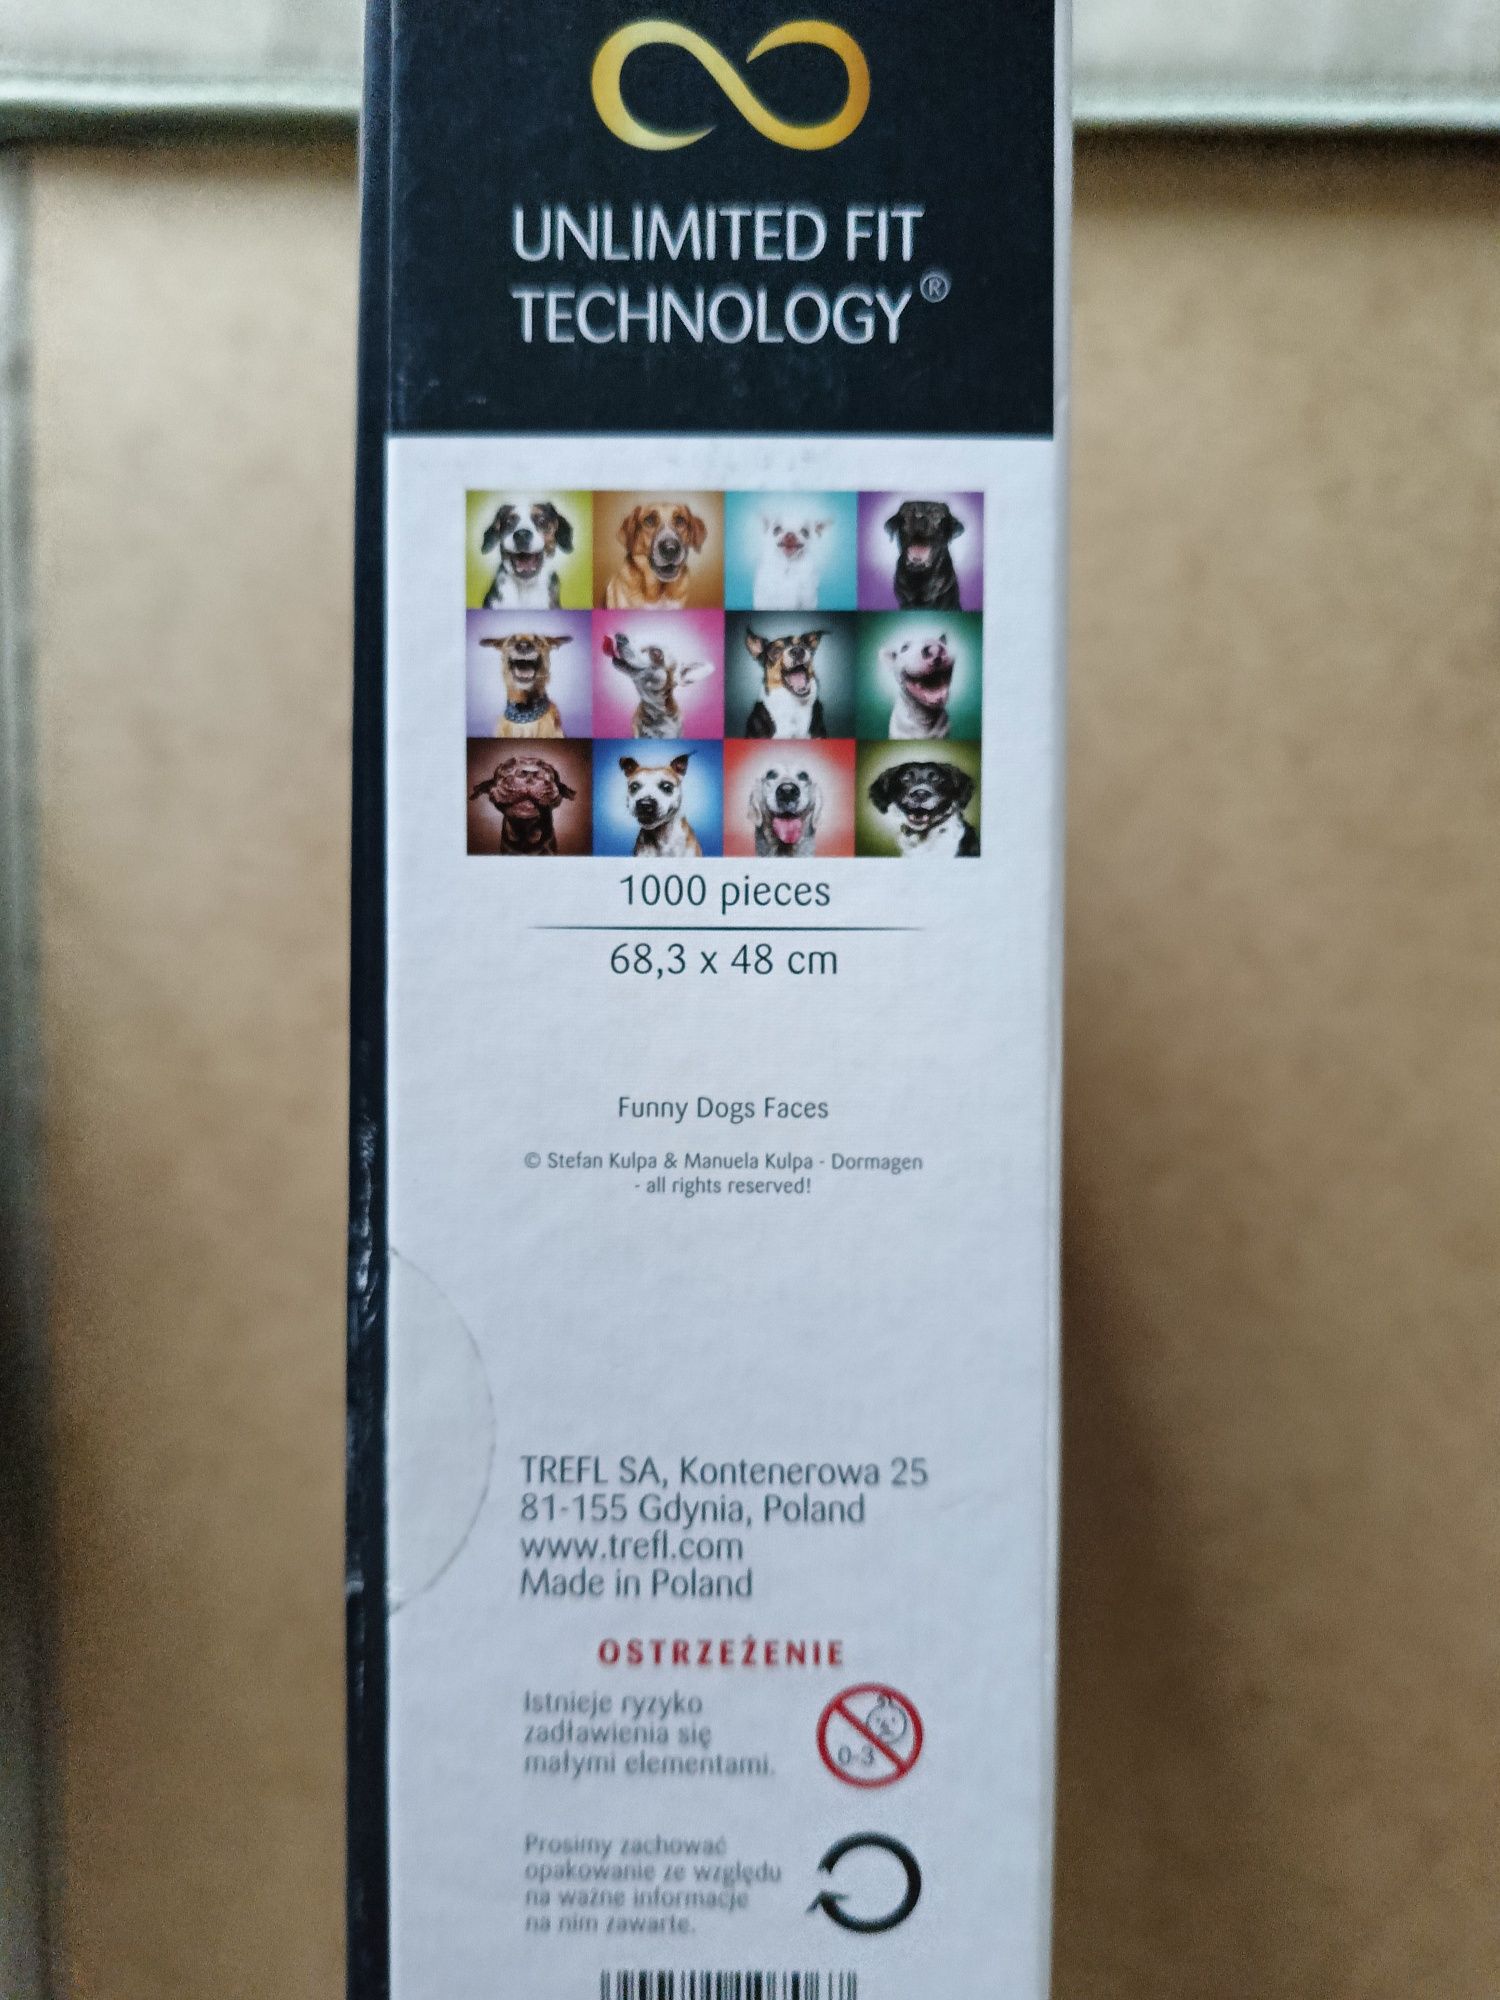 UNLIMITED FIT
TECHNOLOGY®
1000 pieces
68,3 x 48 cm
Funny Dogs Faces
© Stefan Kulpa & Manuela Kulpa - Dormagen
- all rights reserved!
TREFL SA, Kontenerowa 25
81-155 Gdynia, Poland
www.trefl.com
Made in Poland
OSTRZEŻENIE
Istnieje ryzyko
zadławienia się
małymi elementami.
0-3
Prosimy zachować
opakowanie ze względu
na ważne informacje
na nim zawarte.